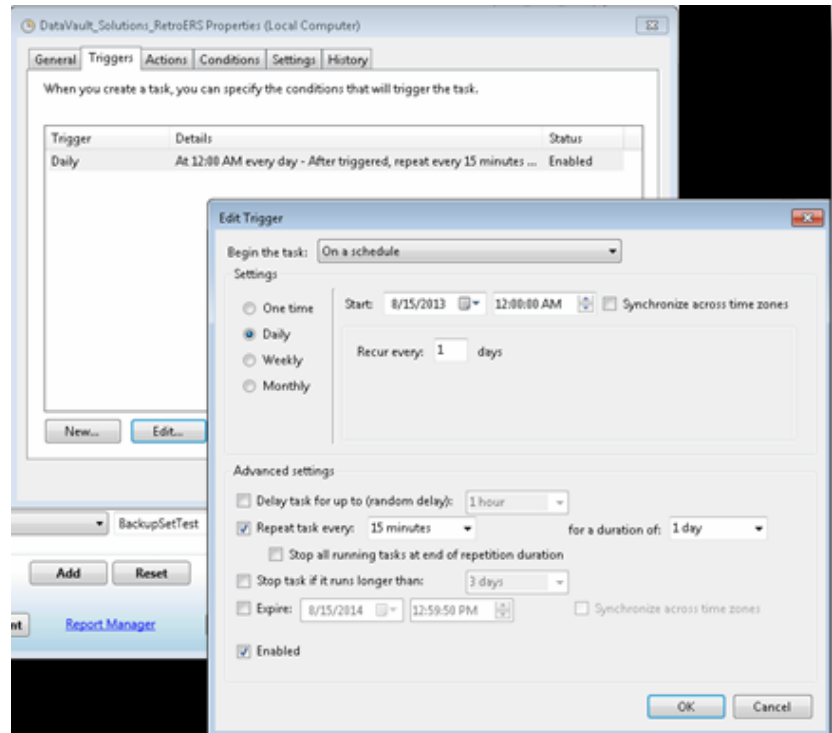 DataVault_Solutions_RetroERS Properties (Local Computer)
General Triggers Actions Conditions Settings History
When you create a task, you can specify the conditions that will trigger the task.
Trigger Details Status
Daily At 12:00 AM every day - After triggered, repeat every 15 minutes ... Enabled
New... Edit...
BackupSetTest
Add Reset
nt Report Manager
Edit Trigger
Begin the task: On a schedule
Settings
One time
Daily
Weekly
Monthly
Start: 8/15/2013 12:00:00 AM Synchronize across time zones
Recur every: 1 days
Advanced settings
Delay task for up to (random delay): 1 hour
Repeat task every: 15 minutes for a duration of: 1 day
Stop all running tasks at end of repetition duration
Stop task if it runs longer than: 3 days
Expire: 8/15/2014 12:59:50 PM Synchronize across time zones
Enabled
OK Cancel